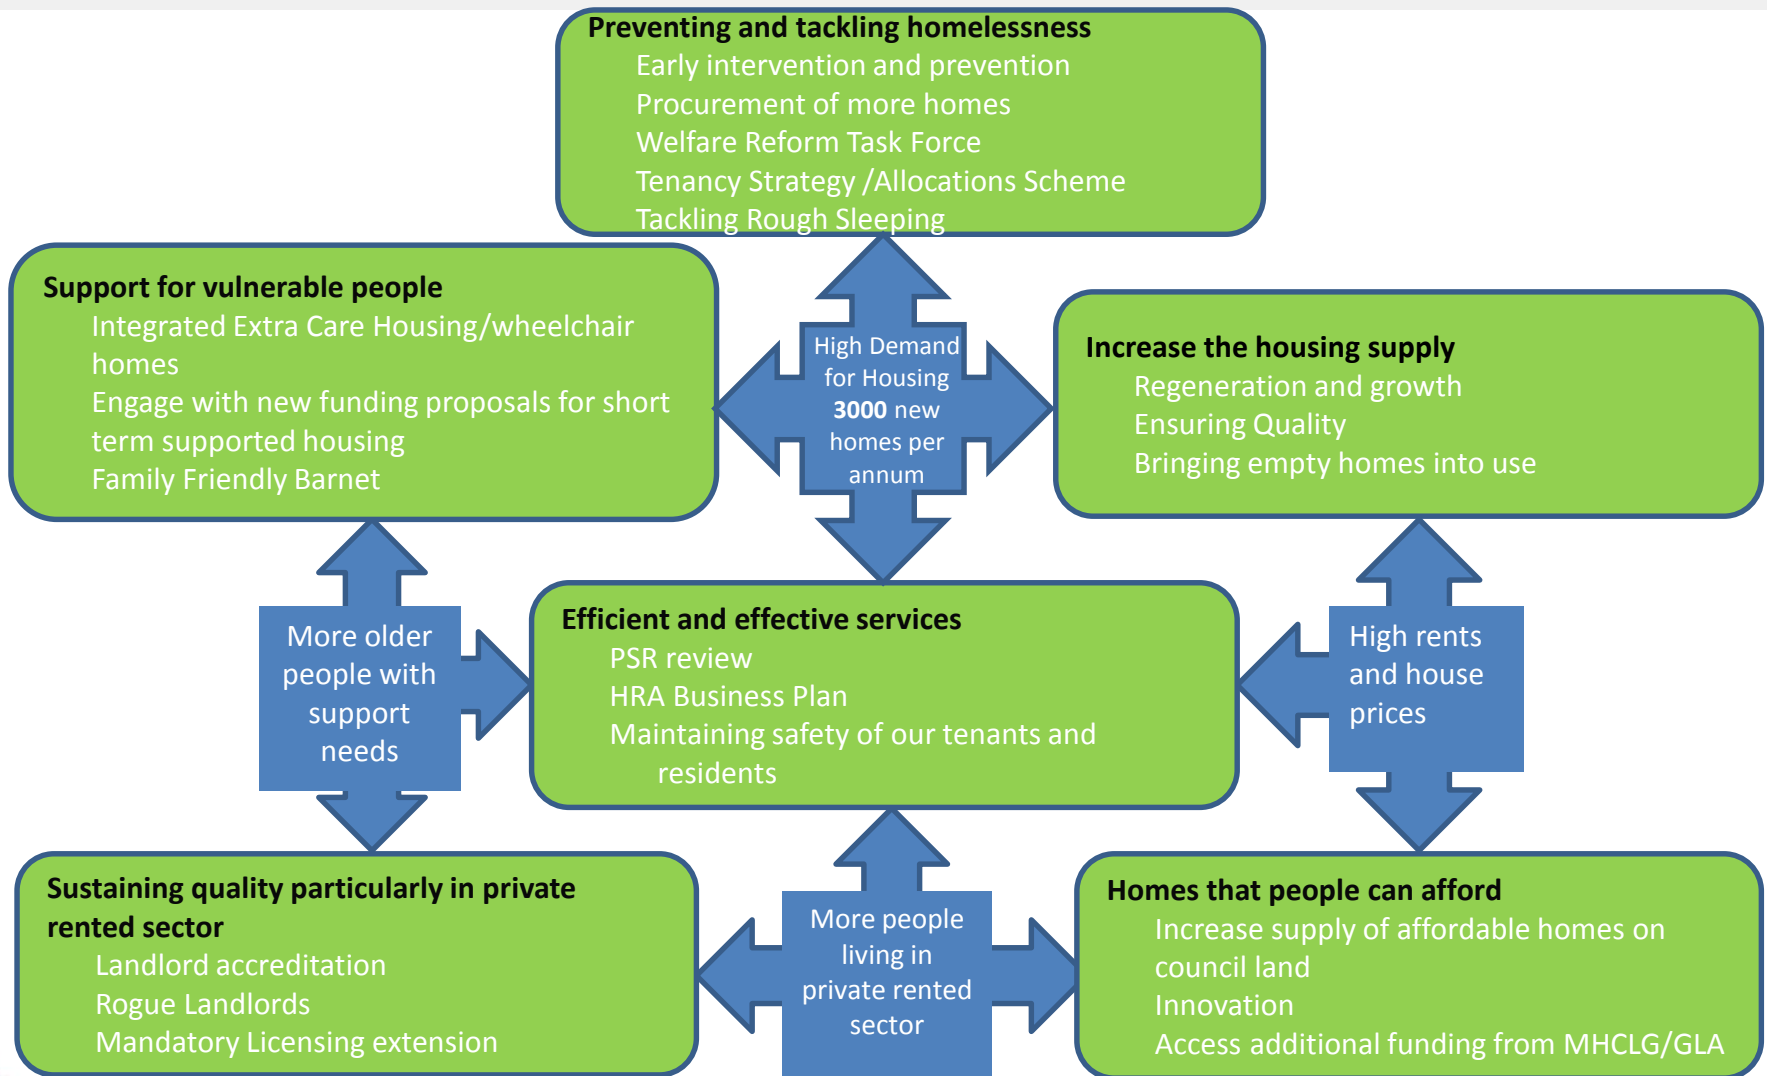 Preventing and tackling homelessness
Early intervention and prevention
Procurement of more homes
Welfare Reform Task Force
Tenancy Strategy /Allocations Scheme
Tackling Rough Sleeping
Support for vulnerable people
Integrated Extra Care Housing/wheelchair
homes
Engage with new funding proposals for short
term supported housing
Family Friendly Barnet
High Demand
for Housing
3000 new
homes per
annum
Increase the housing supply
Regeneration and growth
Ensuring Quality
Bringing empty homes into use
More older
people with
support
needs
Efficient and effective services
PSR review
HRA Business Plan
Maintaining safety of our tenants and
residents
High rents
and house
prices
Sustaining quality particularly in private
rented sector
Landlord accreditation
Rogue Landlords
Mandatory Licensing extension
More people
living in
private rented
sector
Homes that people can afford
Increase supply of affordable homes on
council land
Innovation
Access additional funding from MHCLG/GLA